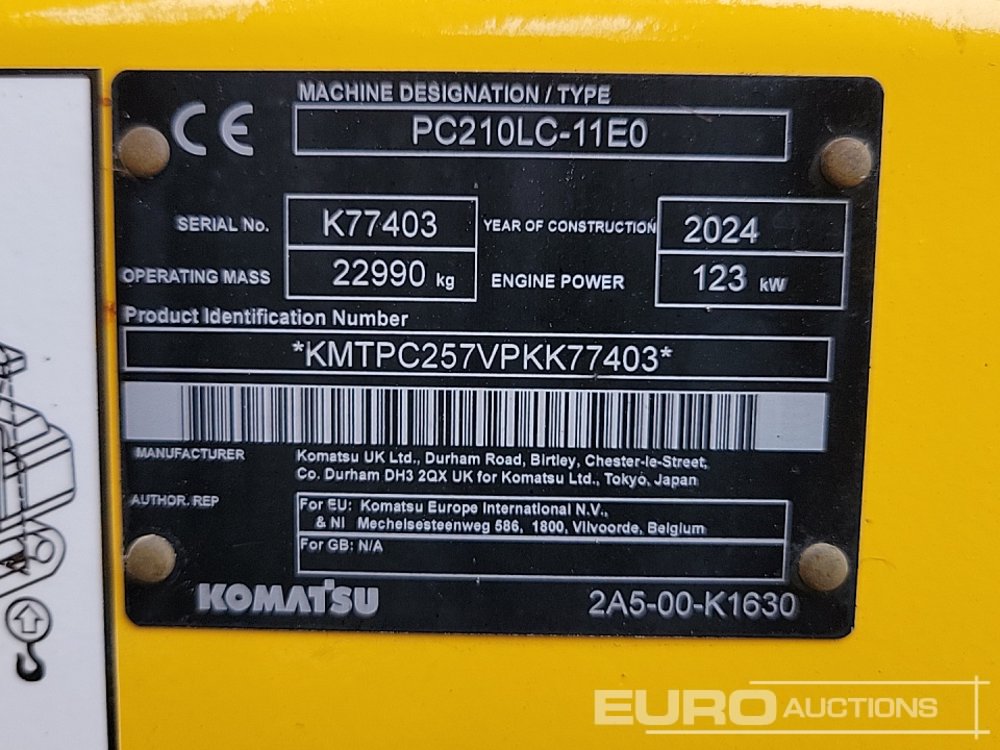 CE
MACHINE DESIGNATION / TYPE
PC210LC-11E0
SERIAL No. K77403 YEAR OF CONSTRUCTION 2024
OPERATING MASS 22990 kg ENGINE POWER 123 kW
Product Identification Number
*KMTPC257VPKK77403*
MANUFACTURER Komatsu UK Ltd., Durham Road, Birtley, Chester-le-Street,
Co. Durham DH3 2QX UK for Komatsu Ltd., Tokyo, Japan
AUTHOR. REP For EU: Komatsu Europe International N.V.,
& NI Mechelsesteenweg 586, 1800, Vilvoorde, Belgium
For GB: N/A
KOMATSU 2A5-00-K1630
EURO AUCTIONS